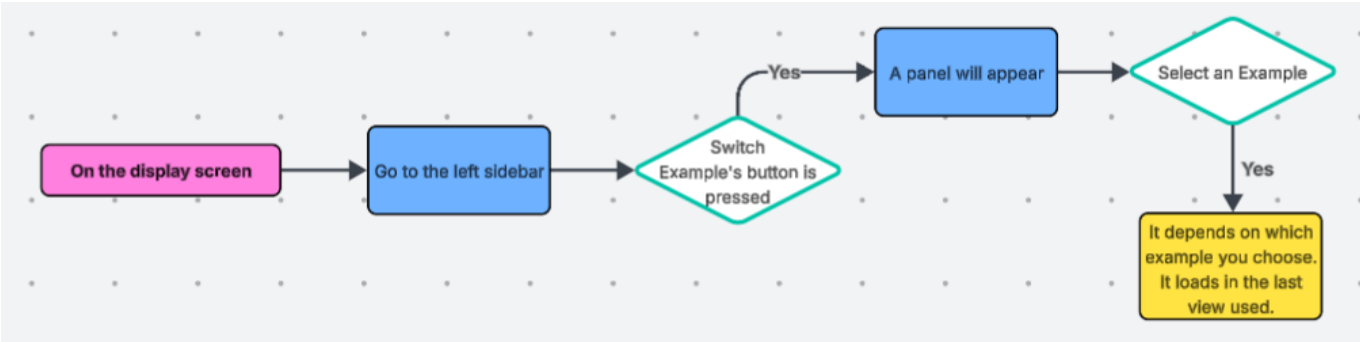 On the display screen
Go to the left sidebar
Switch
Example's button is
pressed
Yes
A panel will appear
Select an Example
Yes
It depends on which
example you choose.
It loads in the last
view used.